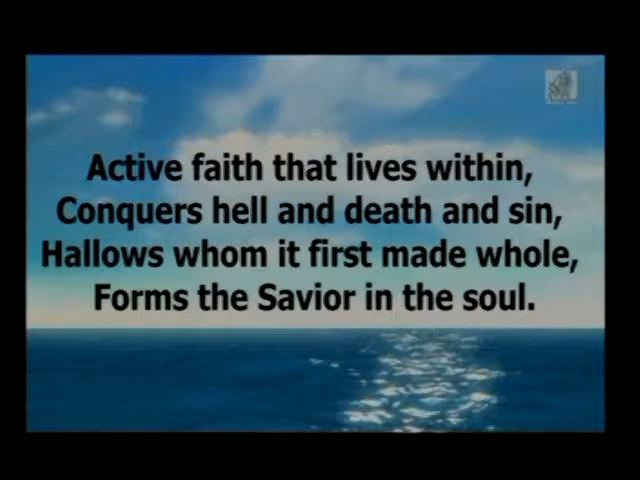 Active faith that lives within,
Conquers hell and death and sin,
Hallows whom it first made whole,
Forms the Savior in the soul.